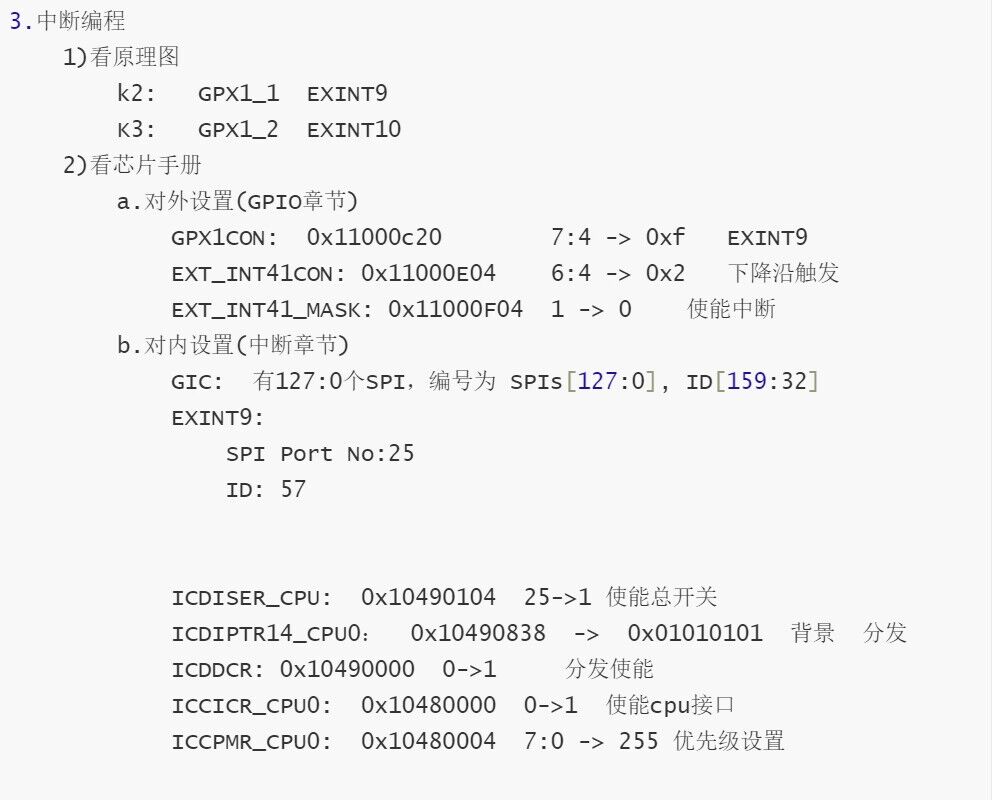 3.中断编程
1)看原理图
k2: GPX1_1 EXINT9
K3: GPX1_2 EXINT10
2)看芯片手册
a.对外设置(GPIO章节)
GPX1CON: 0x11000c20 7:4 -> 0xf EXINT9
EXT_INT41CON: 0x11000E04 6:4 -> 0x2 下降沿触发
EXT_INT41_MASK: 0x11000F04 1 -> 0 使能中断
b.对内设置(中断章节)
GIC: 有127:0个SPI，编号为 SPIs[127:0], ID[159:32]
EXINT9:
SPI Port No:25
ID: 57
ICDISER_CPU: 0x10490104 25->1 使能总开关
ICDIPTR14_CPU0： 0x10490838 -> 0x01010101 背景 分发
ICDDCR: 0x10490000 0->1 分发使能
ICCICR_CPU0: 0x10480000 0->1 使能cpu接口
ICCPMR_CPU0: 0x10480004 7:0 -> 255 优先级设置